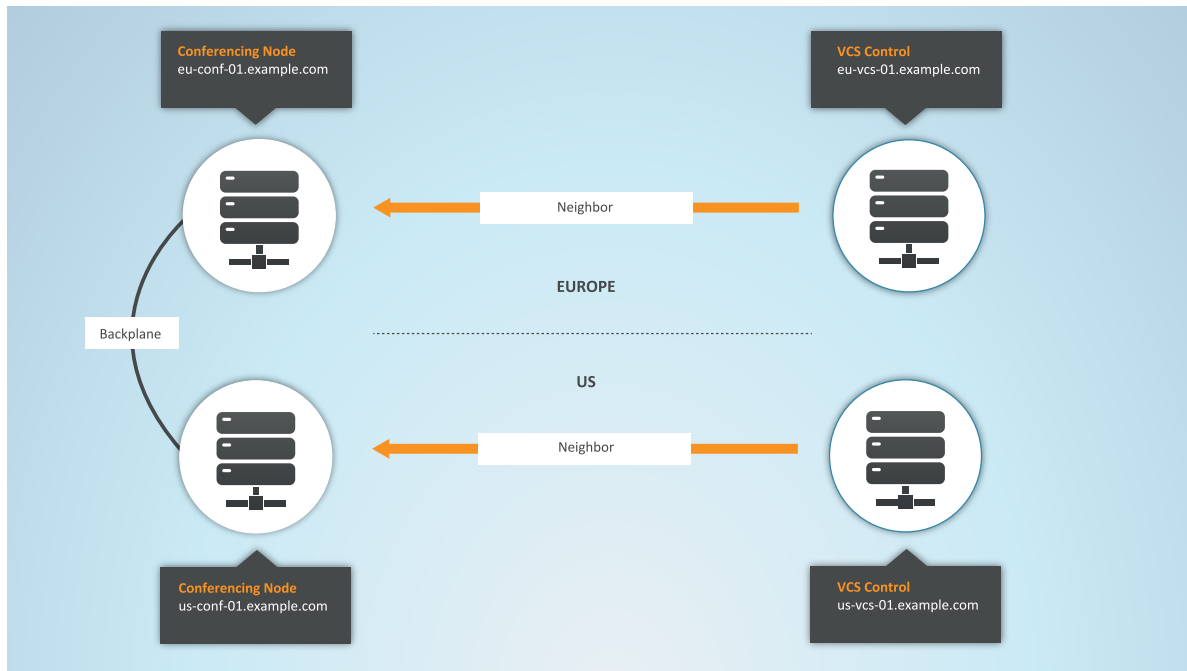 Conferencing Node
eu-conf-01.example.com
VCS Control
eu-vcs-01.example.com
Neighbor
EUROPE
Backplane
US
Neighbor
Conferencing Node
us-conf-01.example.com
VCS Control
us-vcs-01.example.com